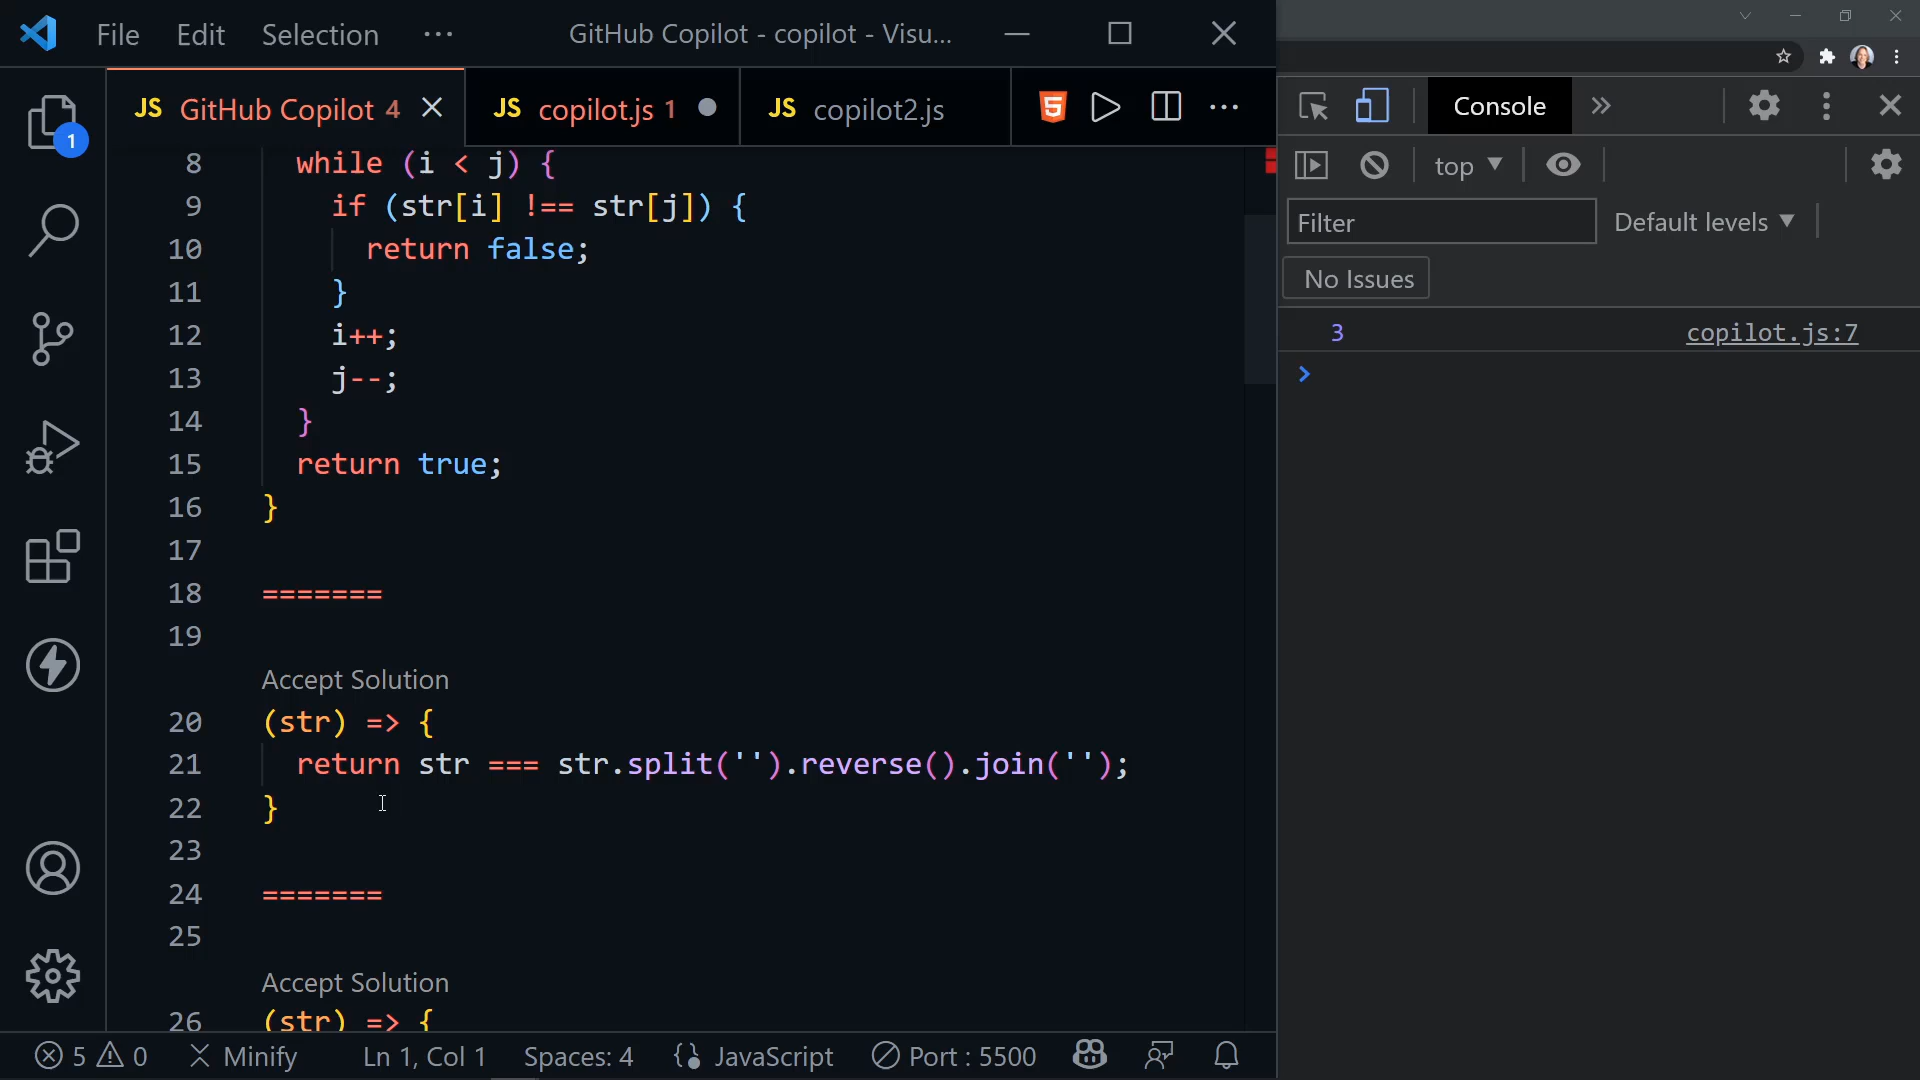 File Edit Selection ··· GitHub Copilot - copilot - Visu...
JS GitHub Copilot 4 JS copilot.js 1 JS copilot2.js
8 while (i < j) {
9 if (str[i] !== str[j]) {
10 return false;
11 }
12 i++;
13 j--;
14 }
15 return true;
16 }
17
18 =======
19
Accept Solution
20 (str) => {
21 return str === str.split('').reverse().join('');
22 }
23
24 =======
25
Accept Solution
26 (str) => {
1
5 0 Minify Ln 1, Col 1 Spaces: 4 JavaScript Port : 5500
Console
top
Filter Default levels
No Issues
3 copilot.js:7